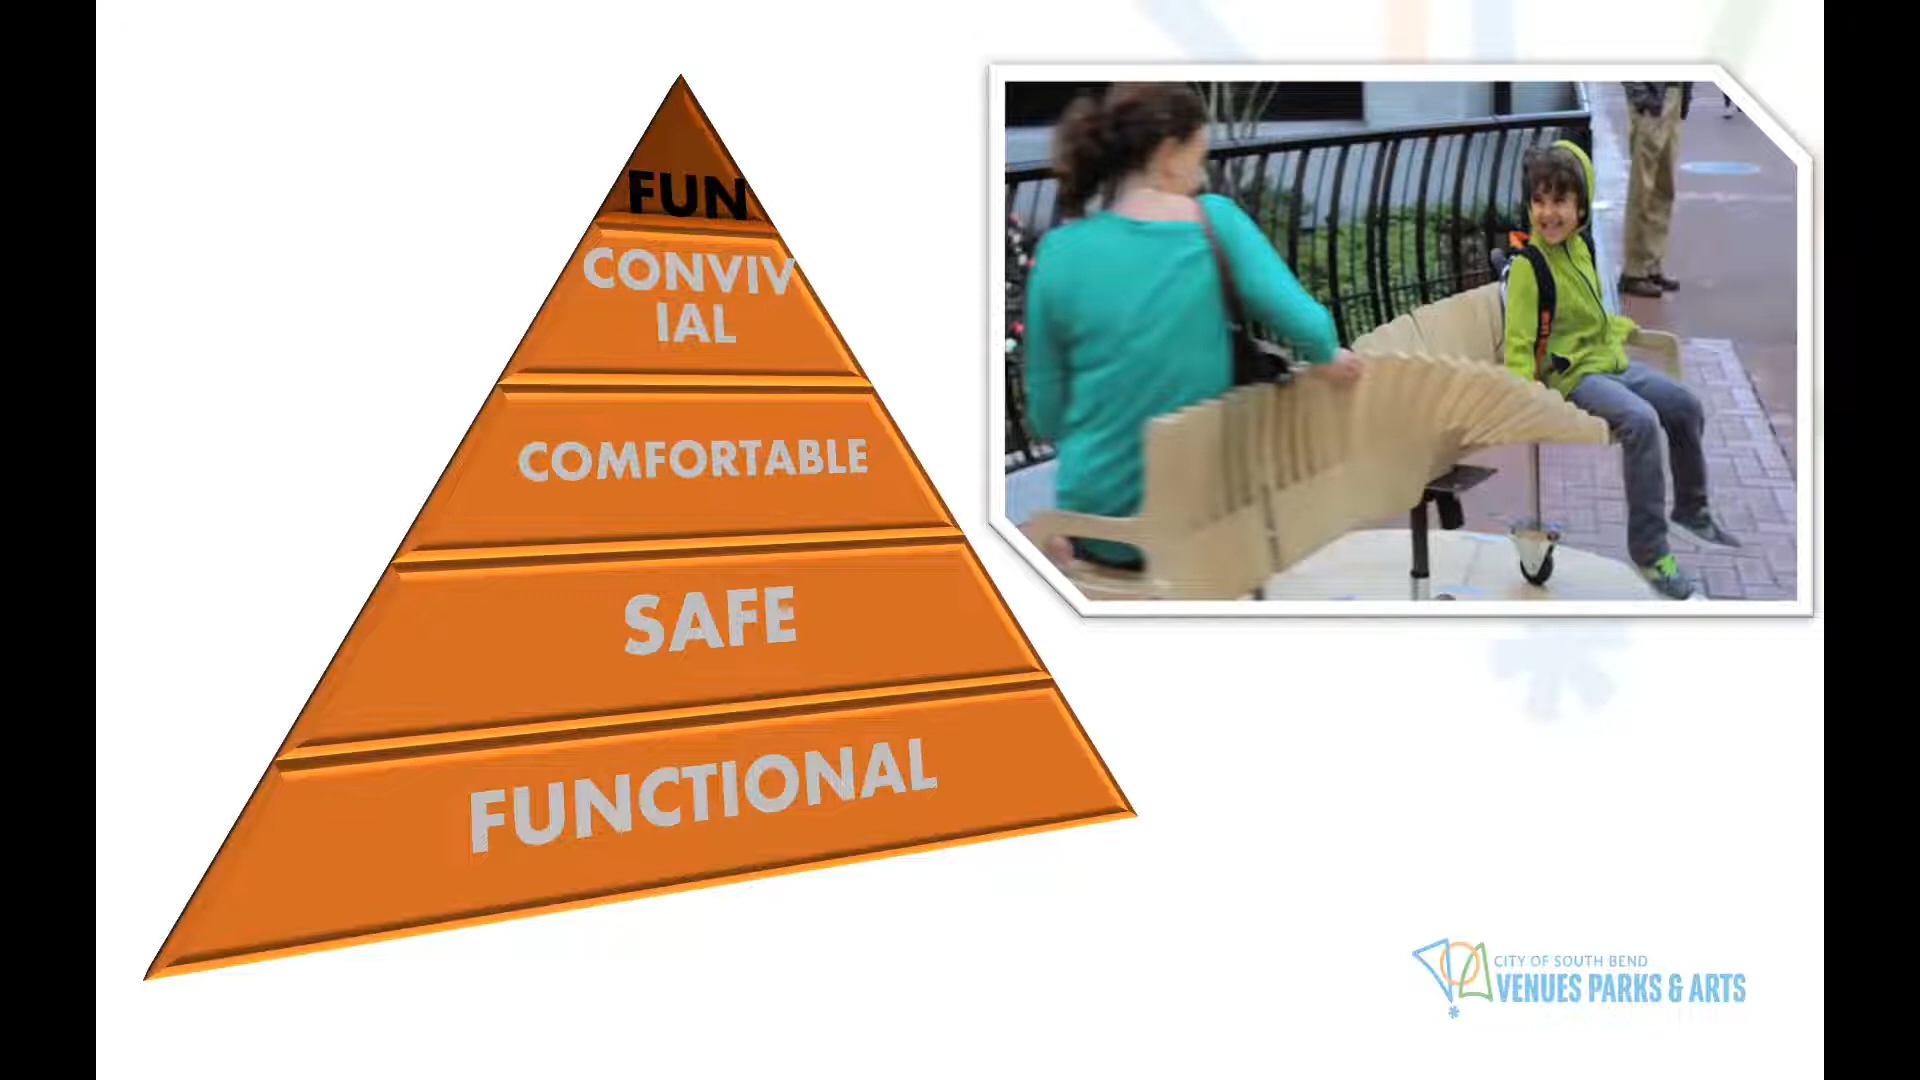 FUN
CONVIV
IAL
COMFORTABLE
SAFE
FUNCTIONAL
CITY OF SOUTH BEND
VENUES PARKS & ARTS